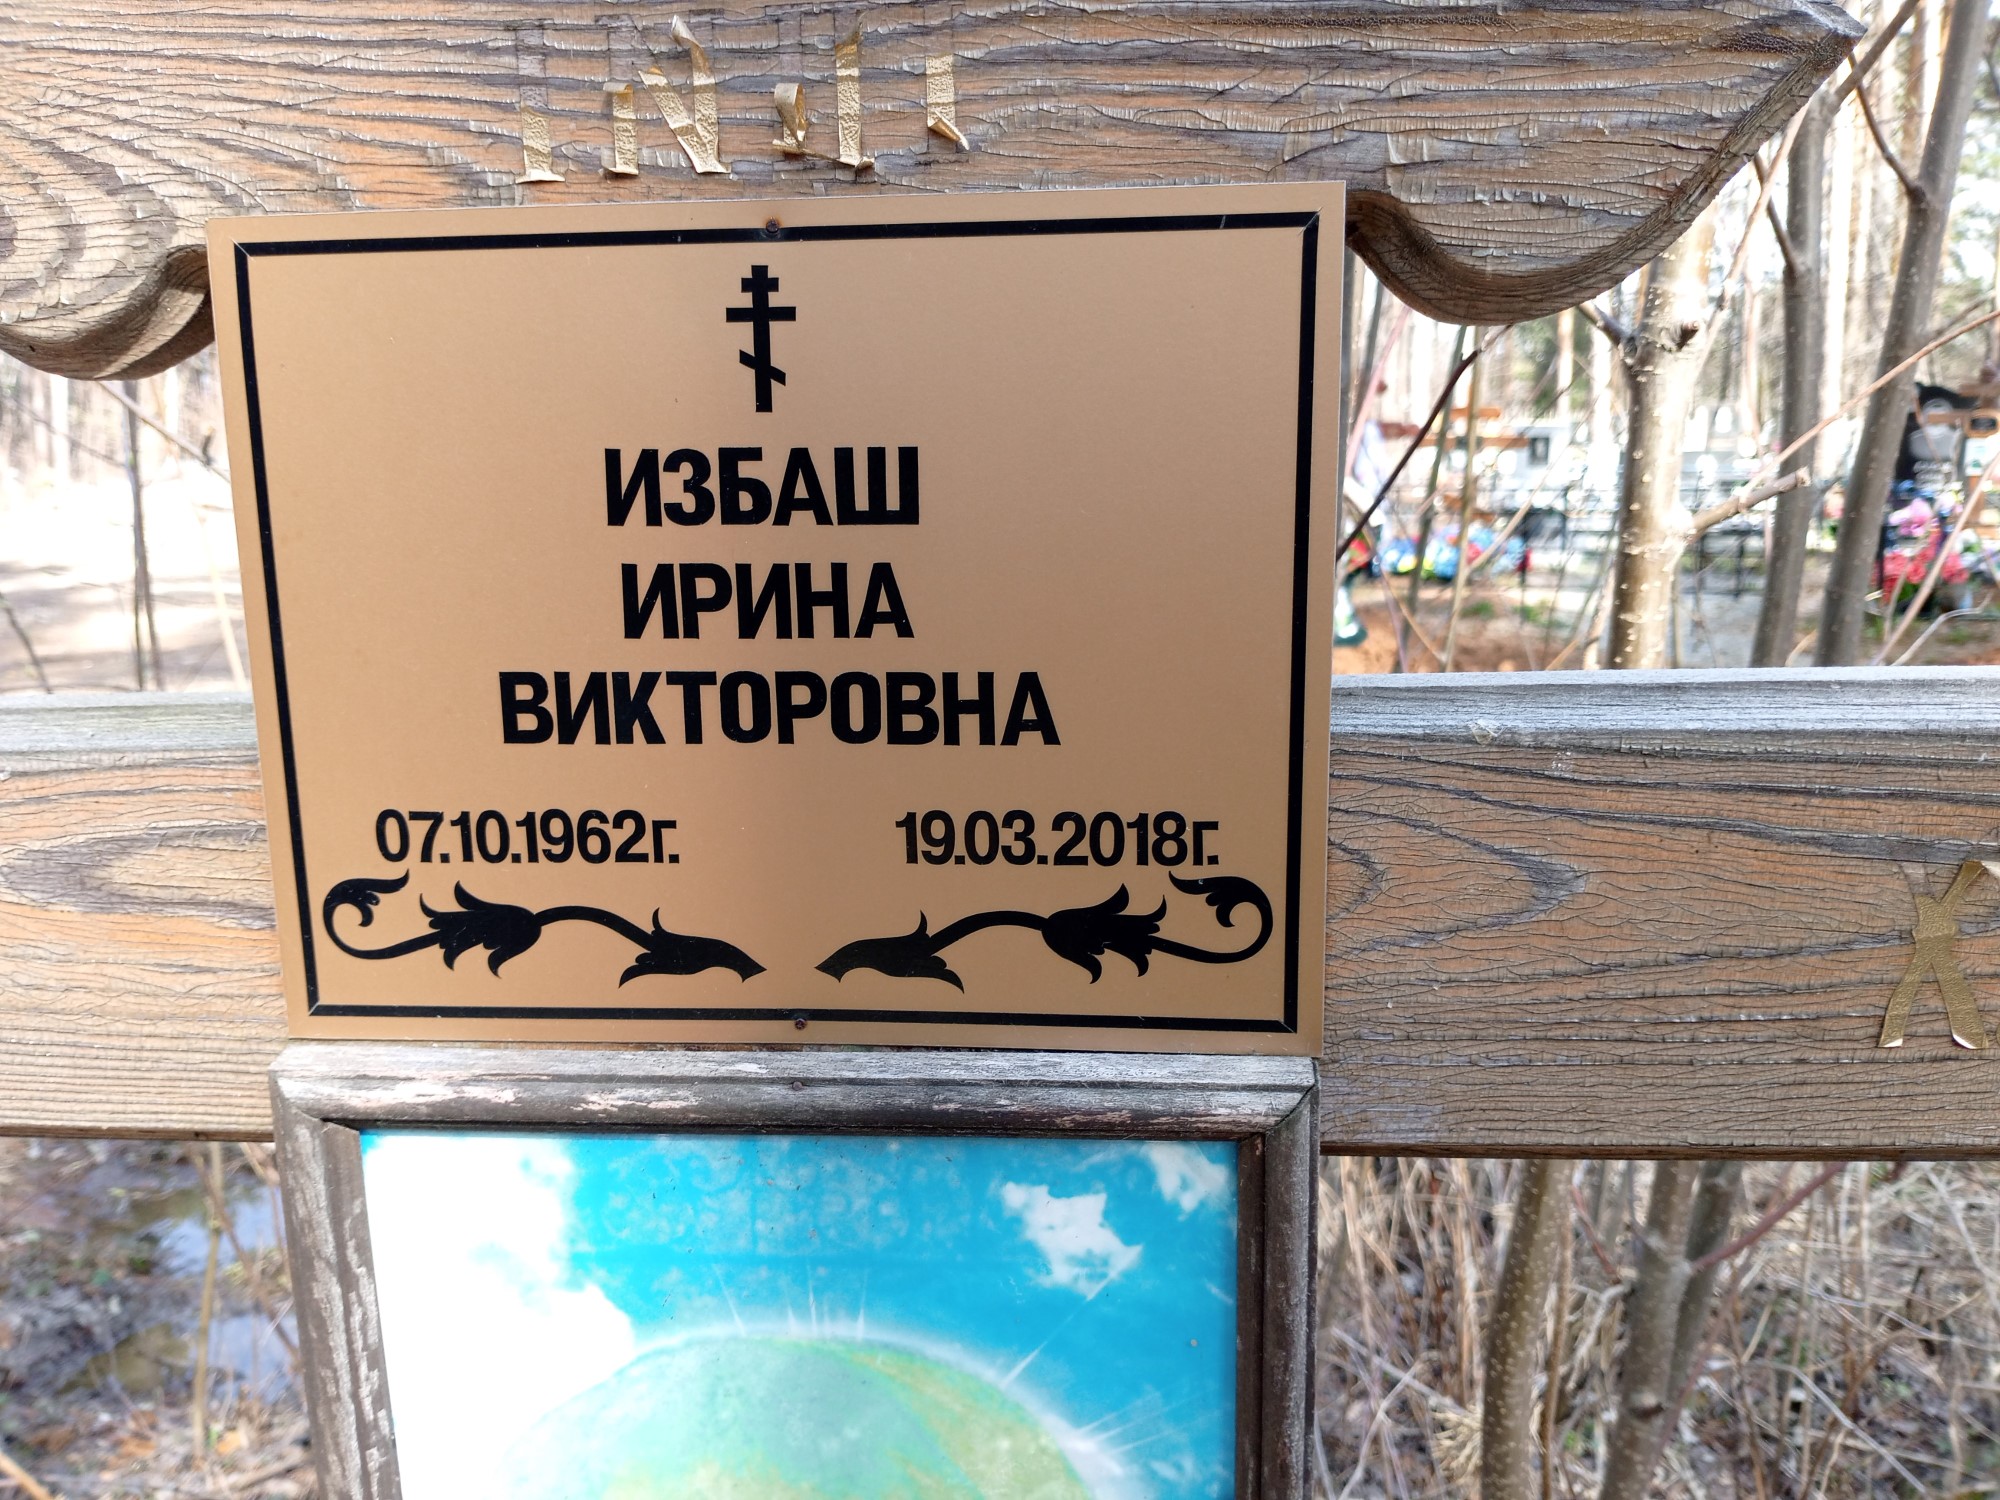 ИЗБАШ
ИРИНА
ВИКТОРОВНА
07.10.1962г. 19.03.2018г.
Х